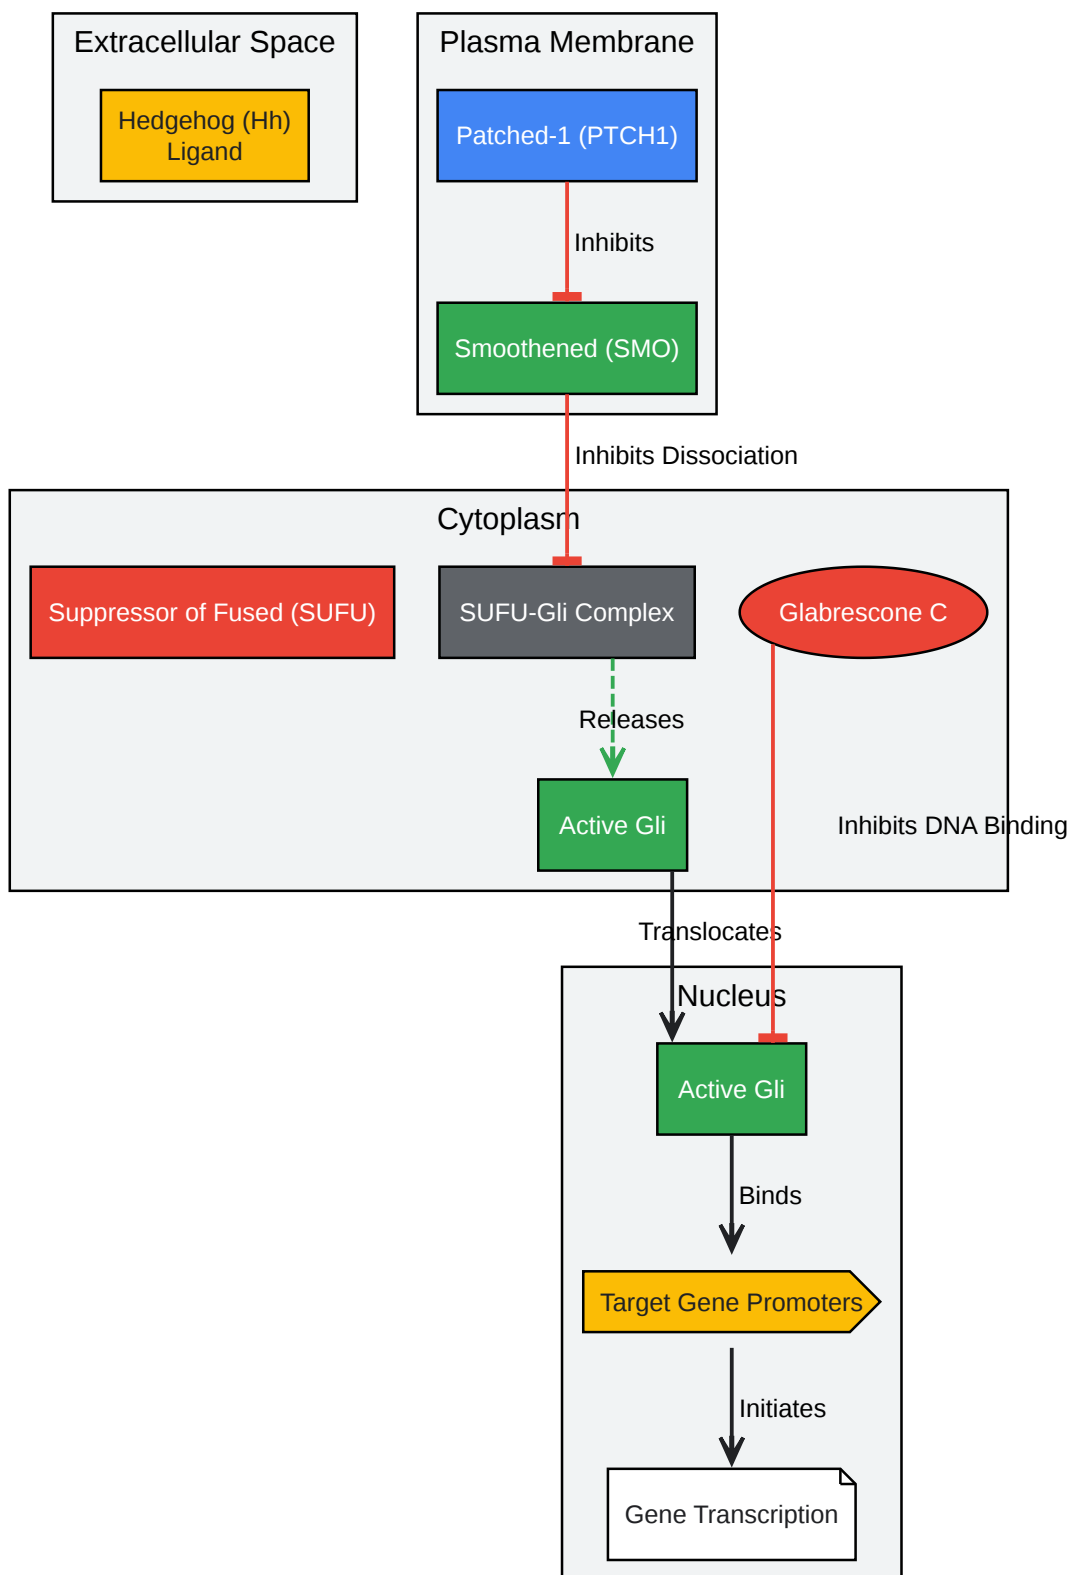 Extracellular Space
Hedgehog (Hh)
Ligand
Plasma Membrane
Patched-1 (PTCH1)
Inhibits
Smoothened (SMO)
Inhibits Dissociation
Cytoplasm
Suppressor of Fused (SUFU)
SUFU-Gli Complex
Glabrescone C
Releases
Active Gli
Inhibits DNA Binding
Translocates
Nucleus
Active Gli
Binds
Target Gene Promoters
Initiates
Gene Transcription